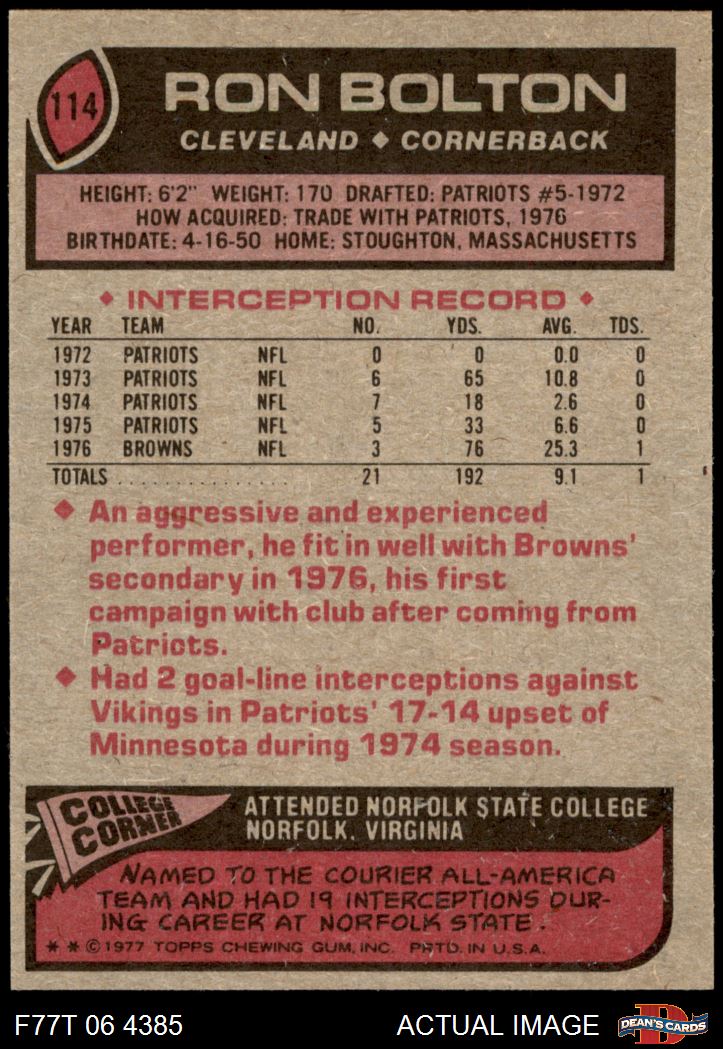 114
RON BOLTON
CLEVELAND ◆ CORNERBACK
HEIGHT: 6'2" WEIGHT: 170 DRAFTED: PATRIOTS #5-1972
HOW ACQUIRED: TRADE WITH PATRIOTS, 1976
BIRTHDATE: 4-16-50 HOME: STOUGHTON, MASSACHUSETTS
◆ INTERCEPTION RECORD ◆
YEAR TEAM NO. YDS. AVG. TDS.
1972 PATRIOTS NFL 0 0 0.0 0
1973 PATRIOTS NFL 6 65 10.8 0
1974 PATRIOTS NFL 7 18 2.6 0
1975 PATRIOTS NFL 5 33 6.6 0
1976 BROWNS NFL 3 76 25.3 1
TOTALS . . . . . . . . . . . . . . . 21 192 9.1 1
◆ An aggressive and experienced
performer, he fit in well with Browns'
secondary in 1976, his first
campaign with club after coming from
Patriots.
◆ Had 2 goal-line interceptions against
Vikings in Patriots' 17-14 upset of
Minnesota during 1974 season.
COLLEGE
CORNER
ATTENDED NORFOLK STATE COLLEGE
NORFOLK, VIRGINIA
NAMED TO THE COURIER ALL-AMERICA
TEAM AND HAD 19 INTERCEPTIONS DUR-
ING CAREER AT NORFOLK STATE.
* * © 1977 TOPPS CHEWING GUM, INC. PRTD. IN U.S.A.
F77T 06 4385
ACTUAL IMAGE
D
DEAN'S CARDS